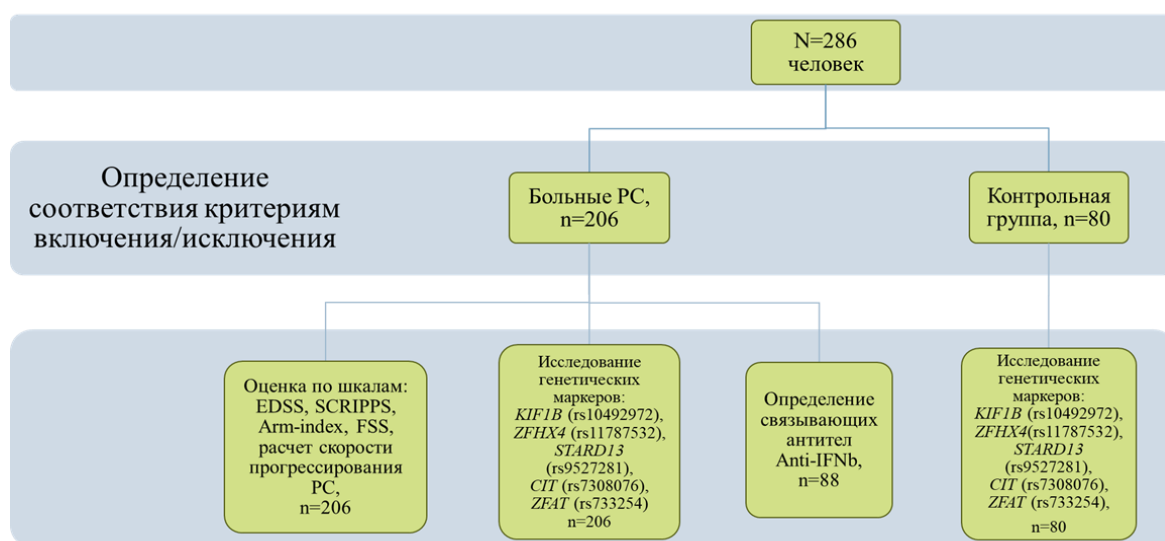 N=286
человек
Определение
соответствия критериям
включения/исключения
Больные РС,
n=206
Контрольная
группа, n=80
Оценка по шкалам:
EDSS, SCRIPPS,
Arm-index, FSS,
расчет скорости
прогрессирования
РС,
n=206
Исследование
генетических
маркеров:
KIF1B (rs10492972),
ZFHX4 (rs11787532),
STARD13
(rs9527281),
CIT (rs7308076),
ZFAT (rs733254)
n=206
Определение
связывающих
антител
Anti-IFNb,
n=88
Исследование
генетических
маркеров:
KIF1B (rs10492972),
ZFHX4(rs11787532),
STARD13
(rs9527281),
CIT (rs7308076),
ZFAT (rs733254),
n=80